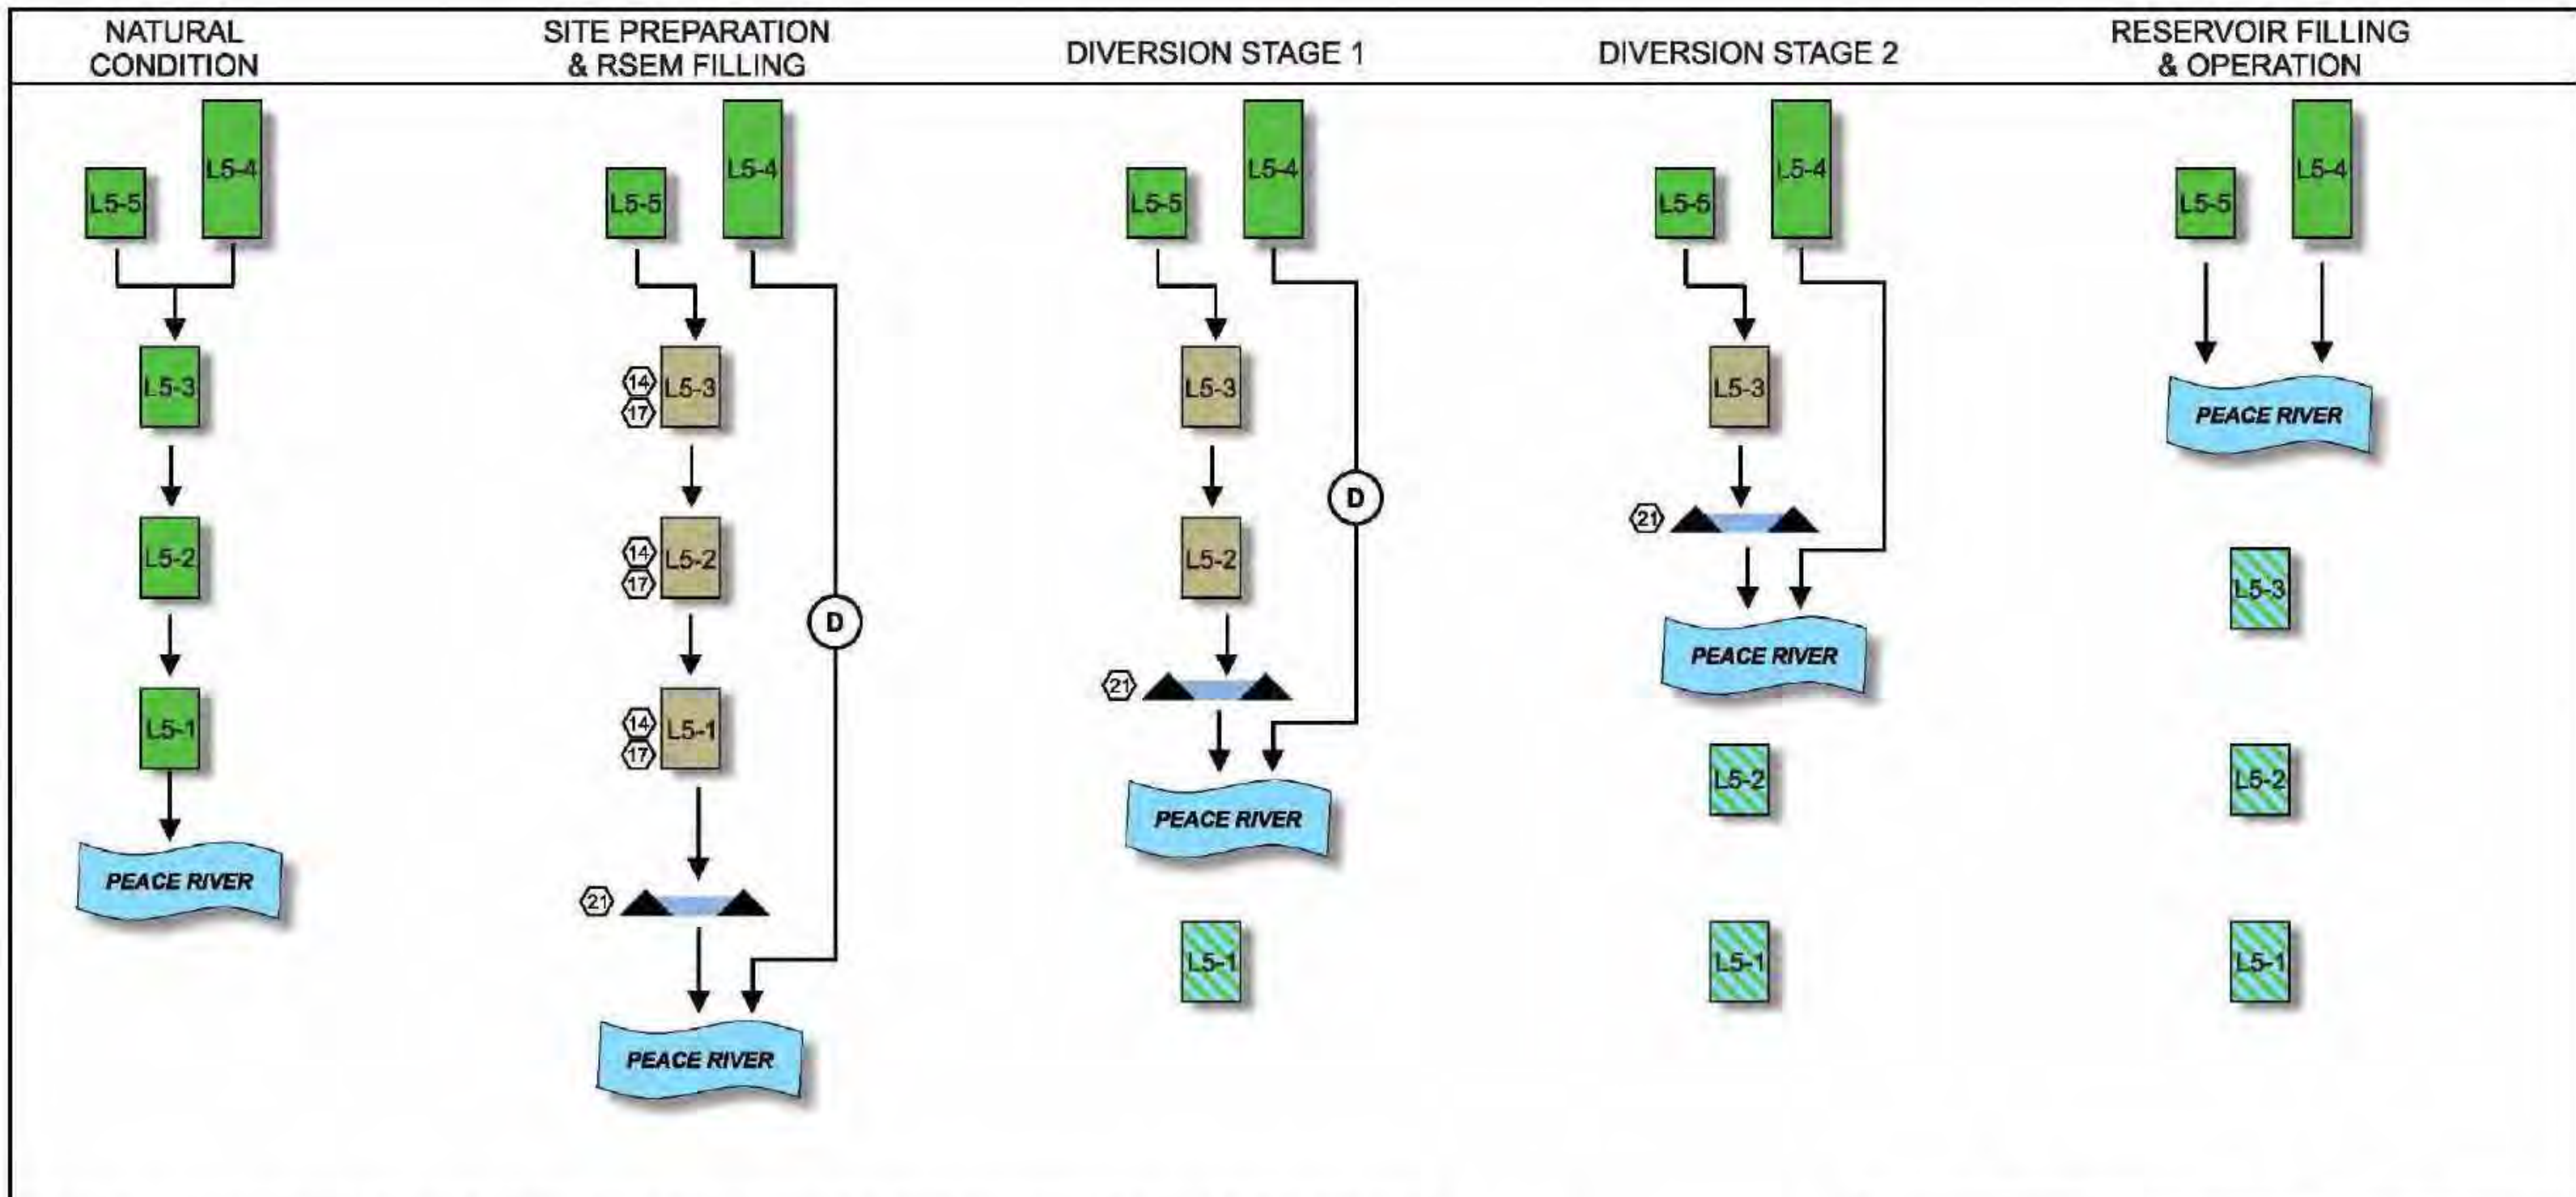 NATURAL
CONDITION
SITE PREPARATION
& RSEM FILLING
DIVERSION STAGE 1
DIVERSION STAGE 2
RESERVOIR FILLING
& OPERATION
L5-5
L5-4
L5-3
L5-2
L5-1
PEACE RIVER
L5-5
L5-4
14
17
L5-3
14
17
L5-2
D
14
17
L5-1
21
PEACE RIVER
L5-5
L5-4
L5-3
D
L5-2
21
PEACE RIVER
L5-1
L5-5
L5-4
L5-3
21
PEACE RIVER
L5-2
L5-1
L5-5
L5-4
PEACE RIVER
L5-3
L5-2
L5-1